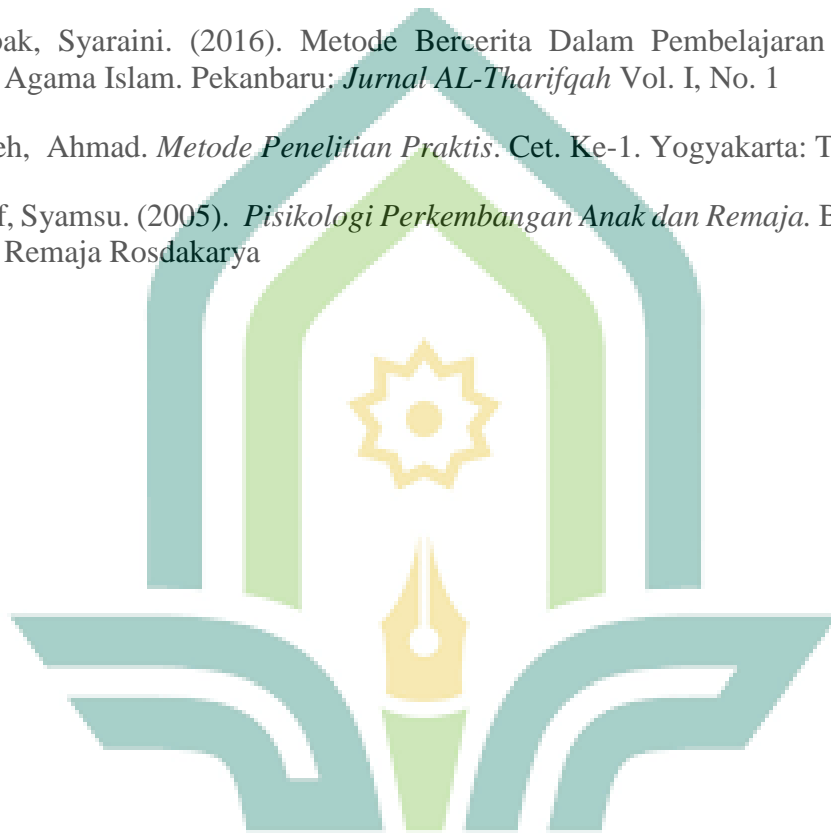 ak, Syaraini. (2016). Metode Bercerita Dalam Pembelajaran
Agama Islam. Pekanbaru: Jurnal AL-Tharifqah Vol. I, No. 1
eh, Ahmad. Metode Penelitian Praktis. Cet. Ke-1. Yogyakarta: T
f, Syamsu. (2005). Pisikologi Perkembangan Anak dan Remaja. B
Remaja Rosdakarya